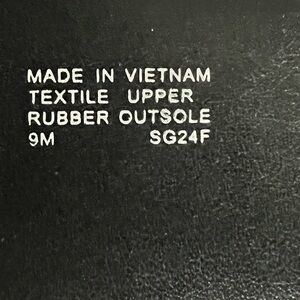 MADE IN VIETNAM
TEXTILE UPPER
RUBBER OUTSOLE
9M SG24F